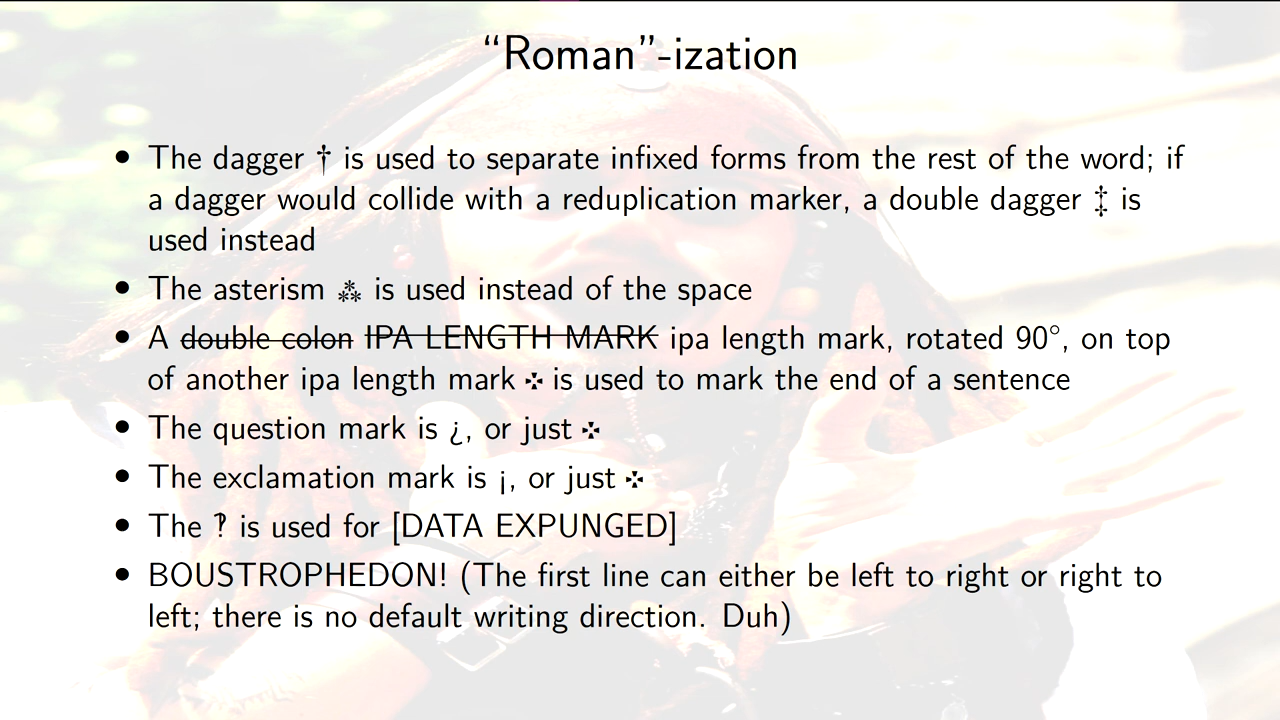 “Roman”-ization
• The dagger † is used to separate infixed forms from the rest of the word; if
a dagger would collide with a reduplication marker, a double dagger ‡ is
used instead
• The asterism ⁂ is used instead of the space
• A double colon IPA LENGTH MARK ipa length mark, rotated 90°, on top
of another ipa length mark ✣ is used to mark the end of a sentence
• The question mark is ¿, or just ✣
• The exclamation mark is ¡, or just ✣
• The ‽ is used for [DATA EXPUNGED]
• BOUSTROPHEDON! (The first line can either be left to right or right to
left; there is no default writing direction. Duh)